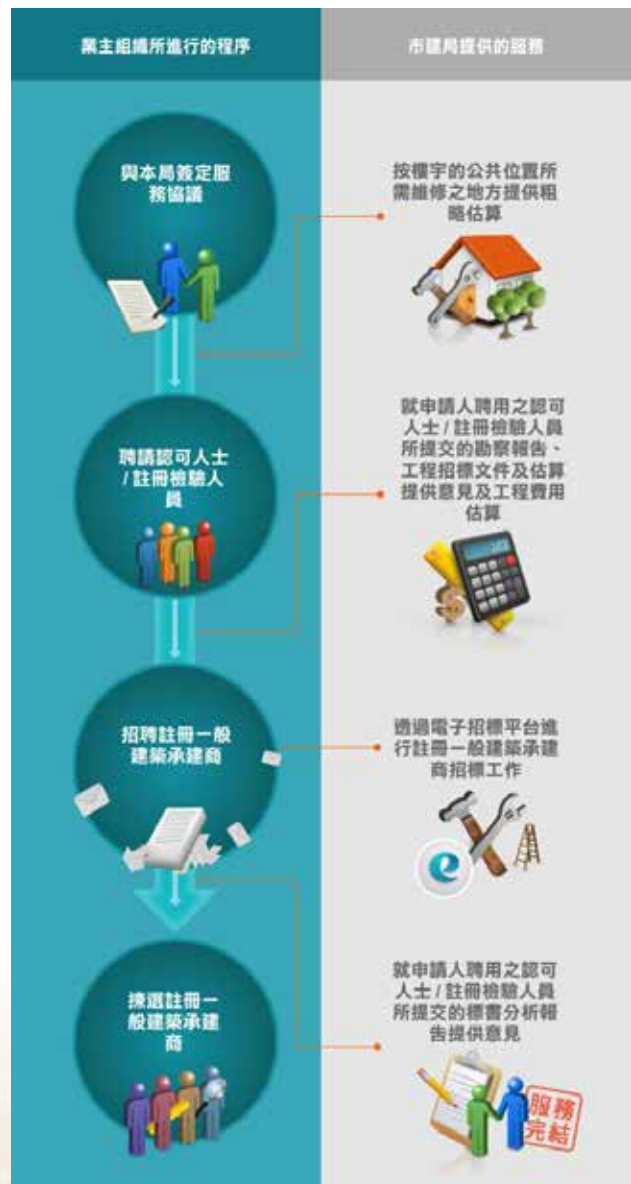 業主組織所進行的程序
市建局提供的服務
與本局簽定服
務協議
按樓宇的公共位置所
需維修之地方提供粗
略估算
聘請認可人士
/ 註冊檢驗人
員
就申請人聘用之認可
人士 / 註冊檢驗人員
所提交的勘察報告、
工程招標文件及估算
提供意見及工程費用
估算
招聘註冊一般
建築承建商
透過電子招標平台進
行註冊一般建築承建
商招標工作
e
揀選註冊一
般建築承建
商
就申請人聘用之認可
人士 / 註冊檢驗人員
所提交的標書分析報
告提供意見
服務
完結